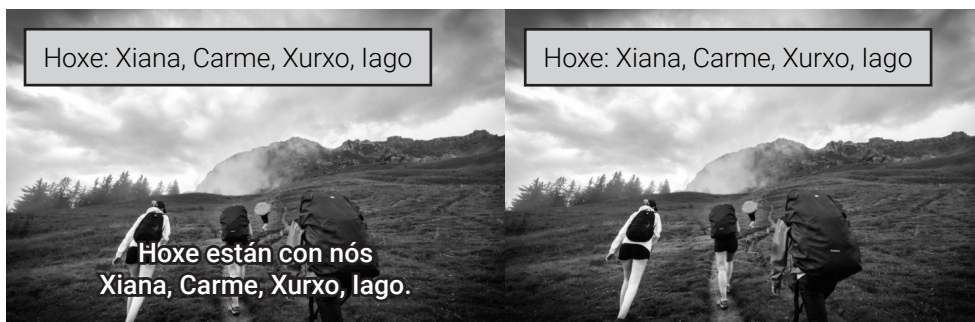 Hoxe: Xiana, Carme, Xurxo, Iago
Hoxe están con nós
Xiana, Carme, Xurxo, Iago.
Hoxe: Xiana, Carme, Xurxo, Iago